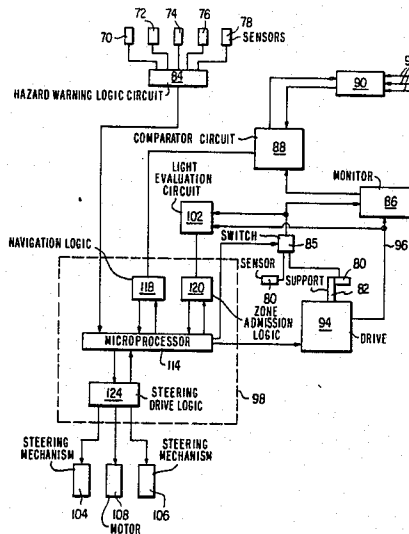 78
76
74
72
70
SENSORS
84
HAZARD WARNING LOGIC CIRCUIT
90
COMPARATOR CIRCUIT
88
LIGHT EVALUATION
CIRCUIT
102
MONITOR
86
SWITCH
85
96
NAVIGATION LOGIC
118
120
SENSOR
80
SUPPORT
80
82
ZONE
ADMISSION
LOGIC
94
DRIVE
MICROPROCESSOR
114
124
STEERING
DRIVE LOGIC
98
STEERING
MECHANISM
STEERING
MECHANISM
104
108
MOTOR
106